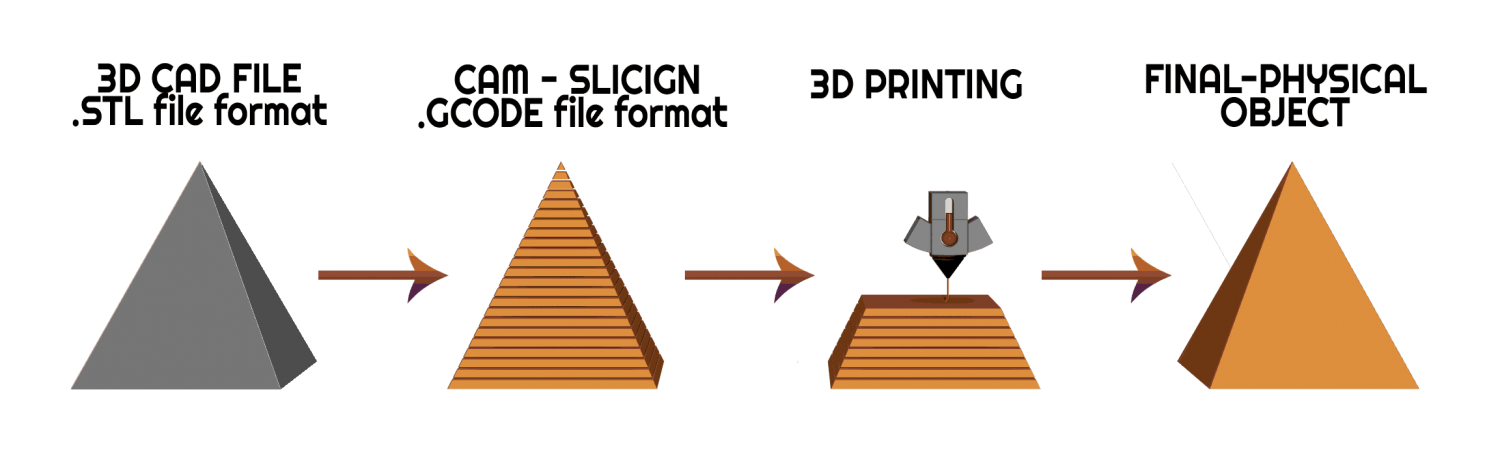 3D CAD FILE
.STL file format
CAM - SLICIGN
.GCODE file format
3D PRINTING
FINAL-PHYSICAL
OBJECT